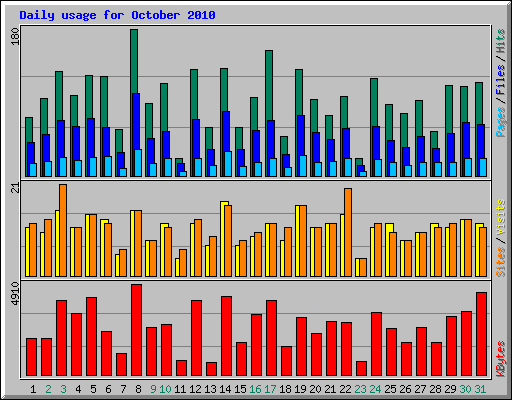 Daily usage for October 2010
180
Pages / Files / Hits
21
Sites / Visits
4910
KBytes
1 2 3 4 5 6 7 8 9 10 11 12 13 14 15 16 17 18 19 20 21 22 23 24 25 26 27 28 29 30 31